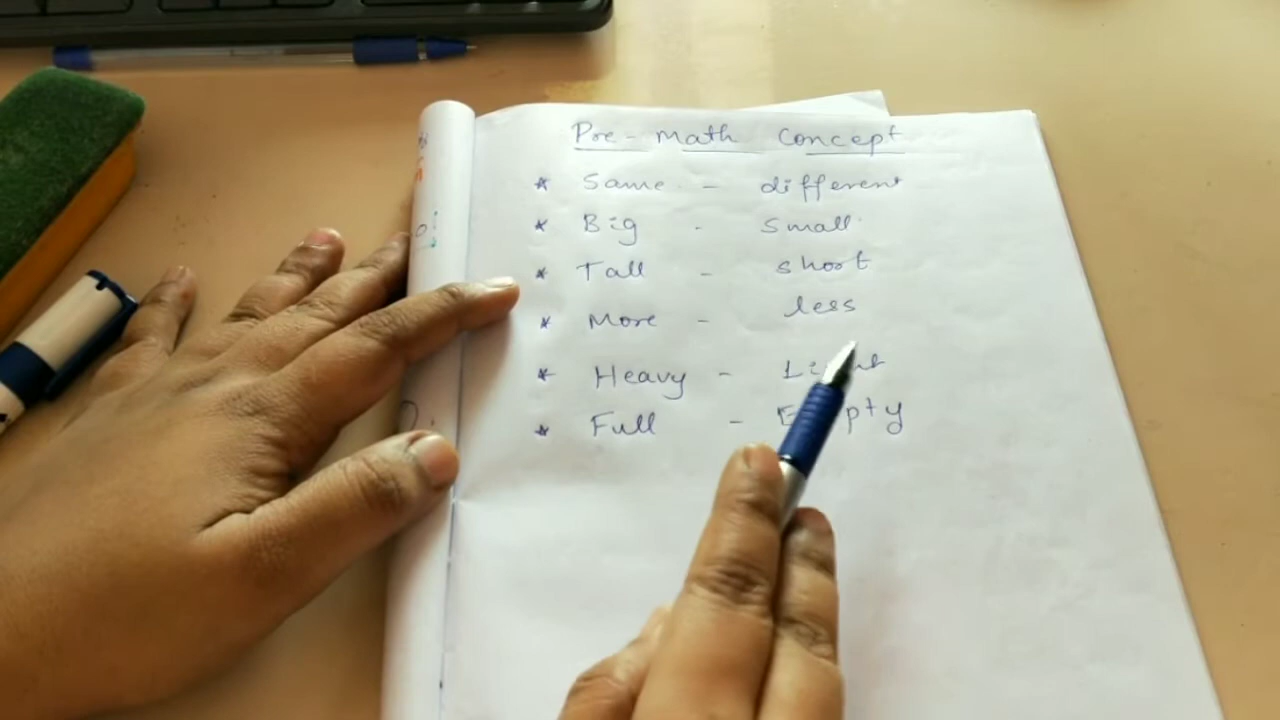 Pre - math concept
* Same - different
* Big - Small
* Tall - short
* More - less
* Heavy -
* Full -